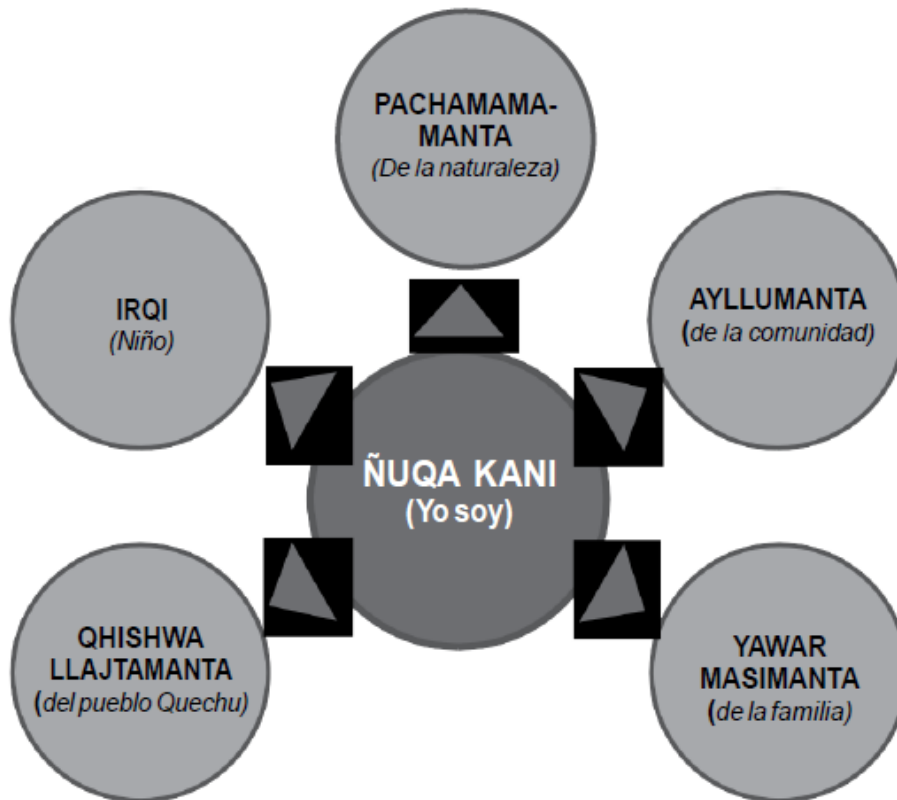 PACHAMAMA-
MANTA
(De la naturaleza)
IRQI
(Niño)
AYLLUMANTA
(de la comunidad)
ÑUQA KANI
(Yo soy)
QHISHWA
LLAJTAMANTA
(del pueblo Quechu)
YAWAR
MASIMANTA
(de la familia)